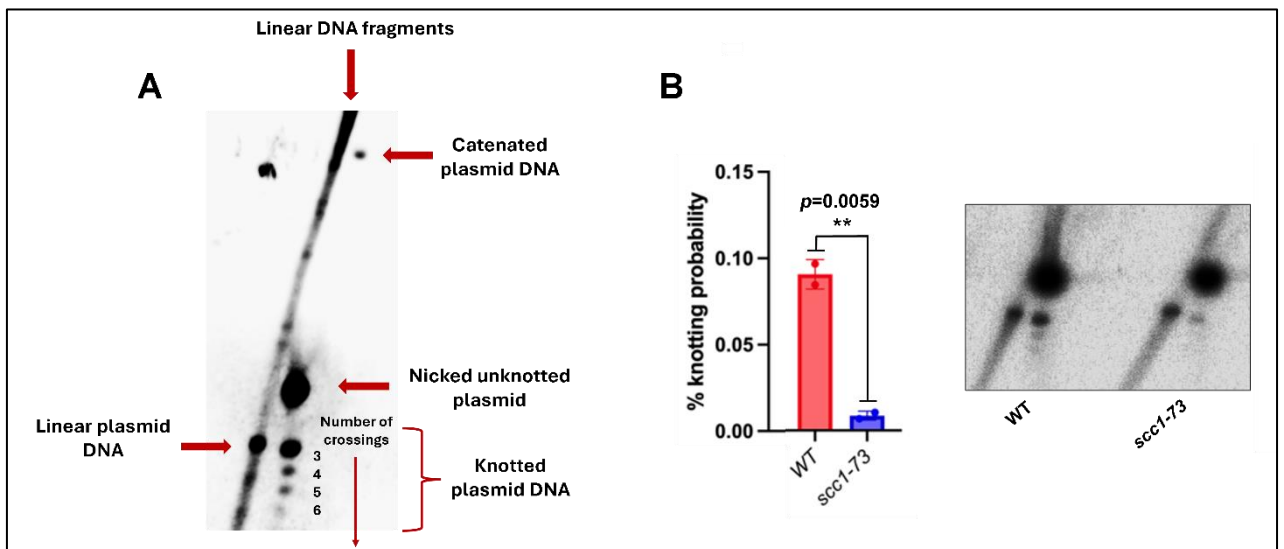 Linear DNA fragments
A
Catenated
plasmid DNA
Nicked unknotted
plasmid
Linear plasmid
DNA
Number of
crossings
3
4
5
6
Knotted
plasmid DNA
B
% knotting probability
0.15
0.10
0.05
0.00
p=0.0059
**
WT
scc1-73
WT
scc1-73